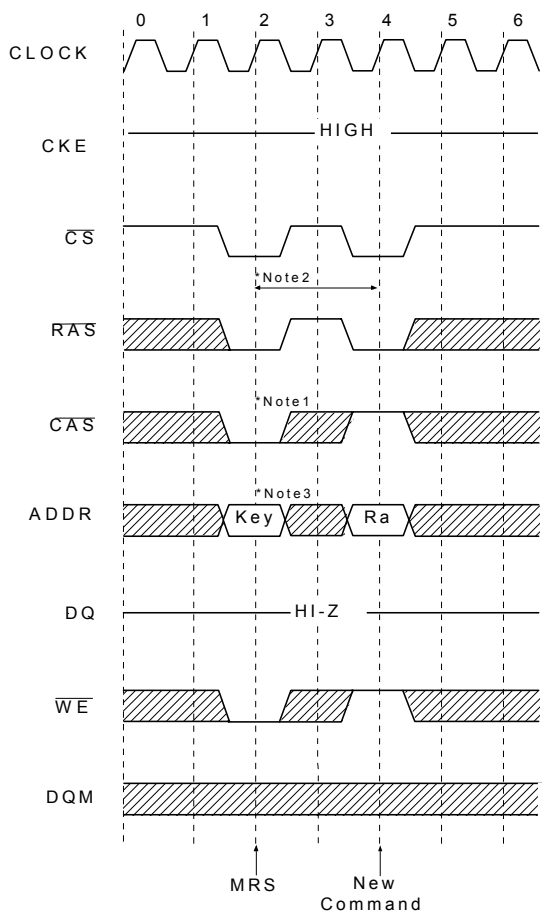 0 1 2 3 4 5 6
CLOCK
CKE
HIGH
CS
*Note2
RAS
*Note1
CAS
*Note3
ADDR
Key
Ra
DQ
HI-Z
WE
DQM
MRS
New
Command